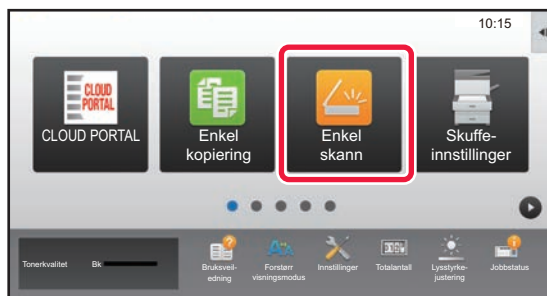 10:15
CLOUD
PORTAL
CLOUD PORTAL
Enkel
kopiering
Enkel
skann
Skuffe-
innstillinger
Tonerkvalitet
Bk
Bruksveil-
edning
Forstørr
visningsmodus
Innstillinger
Totalantall
Lysstyrke-
justering
Jobbstatus